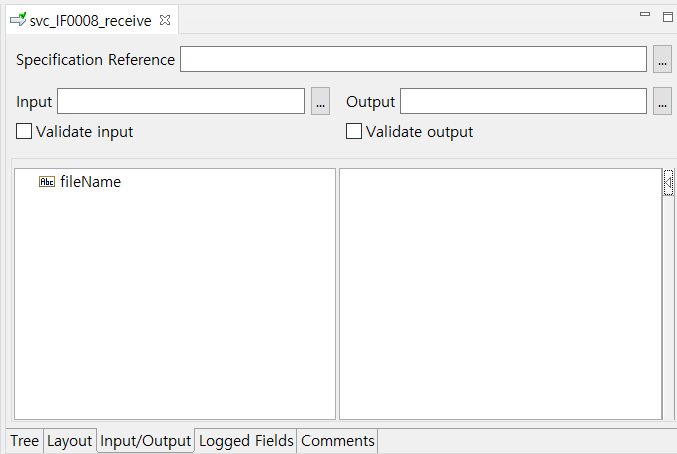 svc_IF0008_receive
Specification Reference ...
Input ... Output ...
Validate input Validate output
Abc fileName
Tree Layout Input/Output Logged Fields Comments